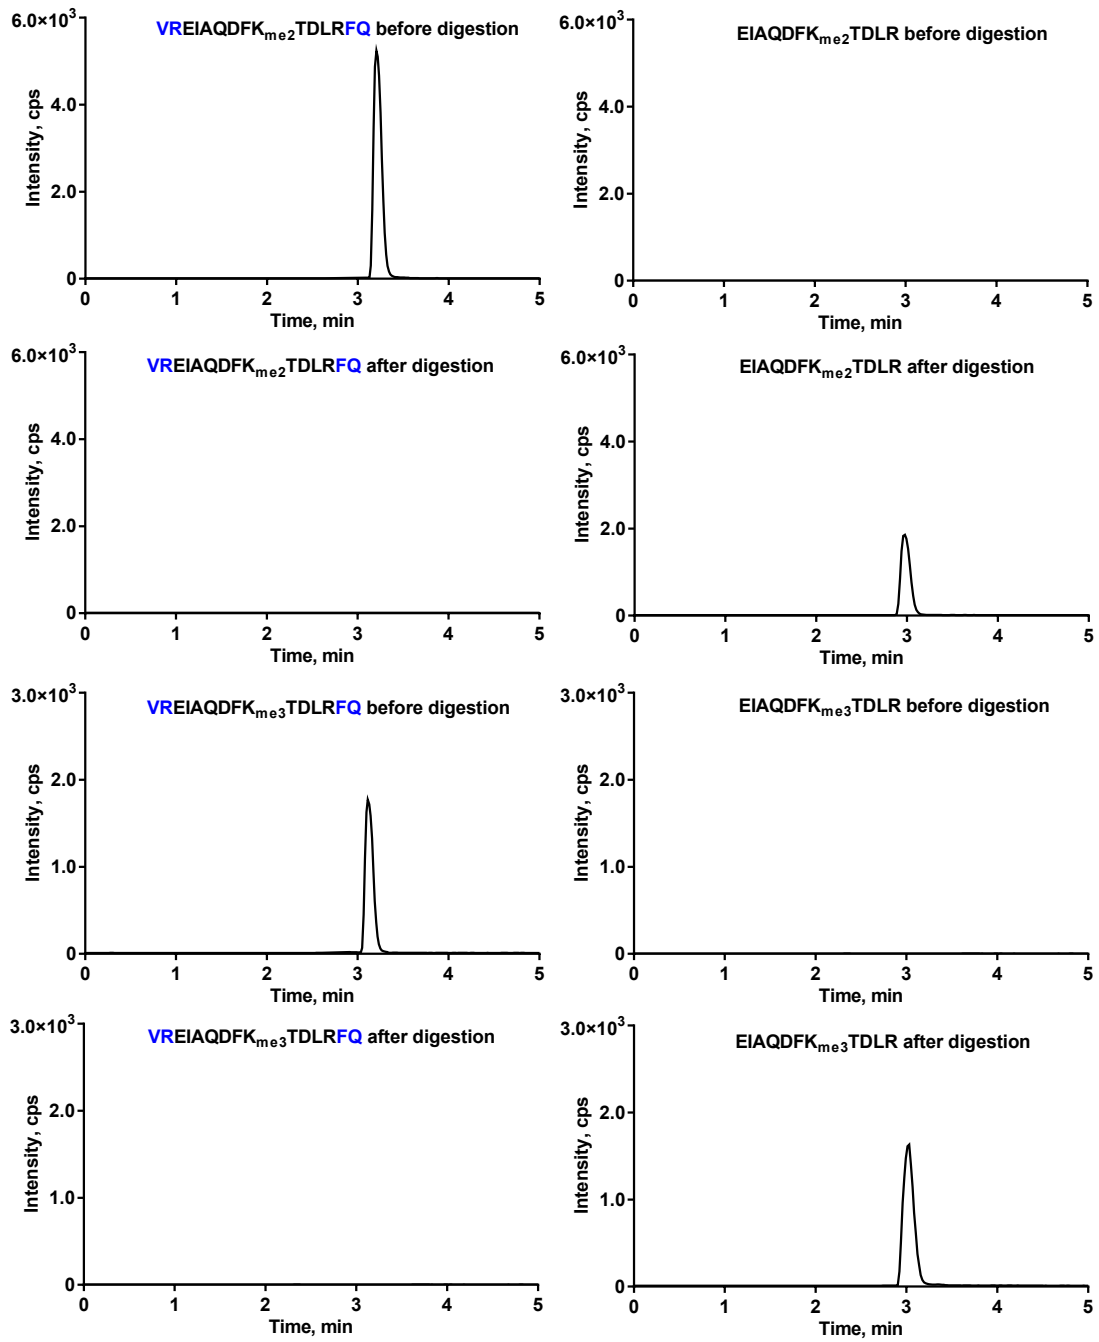 VREIAQDFKme2TDLRFQ before digestion
6.0×10³
4.0
2.0
0
Intensity, cps
0 1 2 3 4 5
Time, min
EIAQDFKme2TDLR before digestion
6.0×10³
4.0
2.0
0
Intensity, cps
0 1 2 3 4 5
Time, min
VREIAQDFKme2TDLRFQ after digestion
6.0×10³
4.0
2.0
0
Intensity, cps
0 1 2 3 4 5
Time, min
EIAQDFKme2TDLR after digestion
6.0×10³
4.0
2.0
0
Intensity, cps
0 1 2 3 4 5
Time, min
VREIAQDFKme3TDLRFQ before digestion
3.0×10³
2.0
1.0
0
Intensity, cps
0 1 2 3 4 5
Time, min
EIAQDFKme3TDLR before digestion
3.0×10³
2.0
1.0
0
Intensity, cps
0 1 2 3 4 5
Time, min
VREIAQDFKme3TDLRFQ after digestion
3.0×10³
2.0
1.0
0
Intensity, cps
0 1 2 3 4 5
Time, min
EIAQDFKme3TDLR after digestion
3.0×10³
2.0
1.0
0
Intensity, cps
0 1 2 3 4 5
Time, min